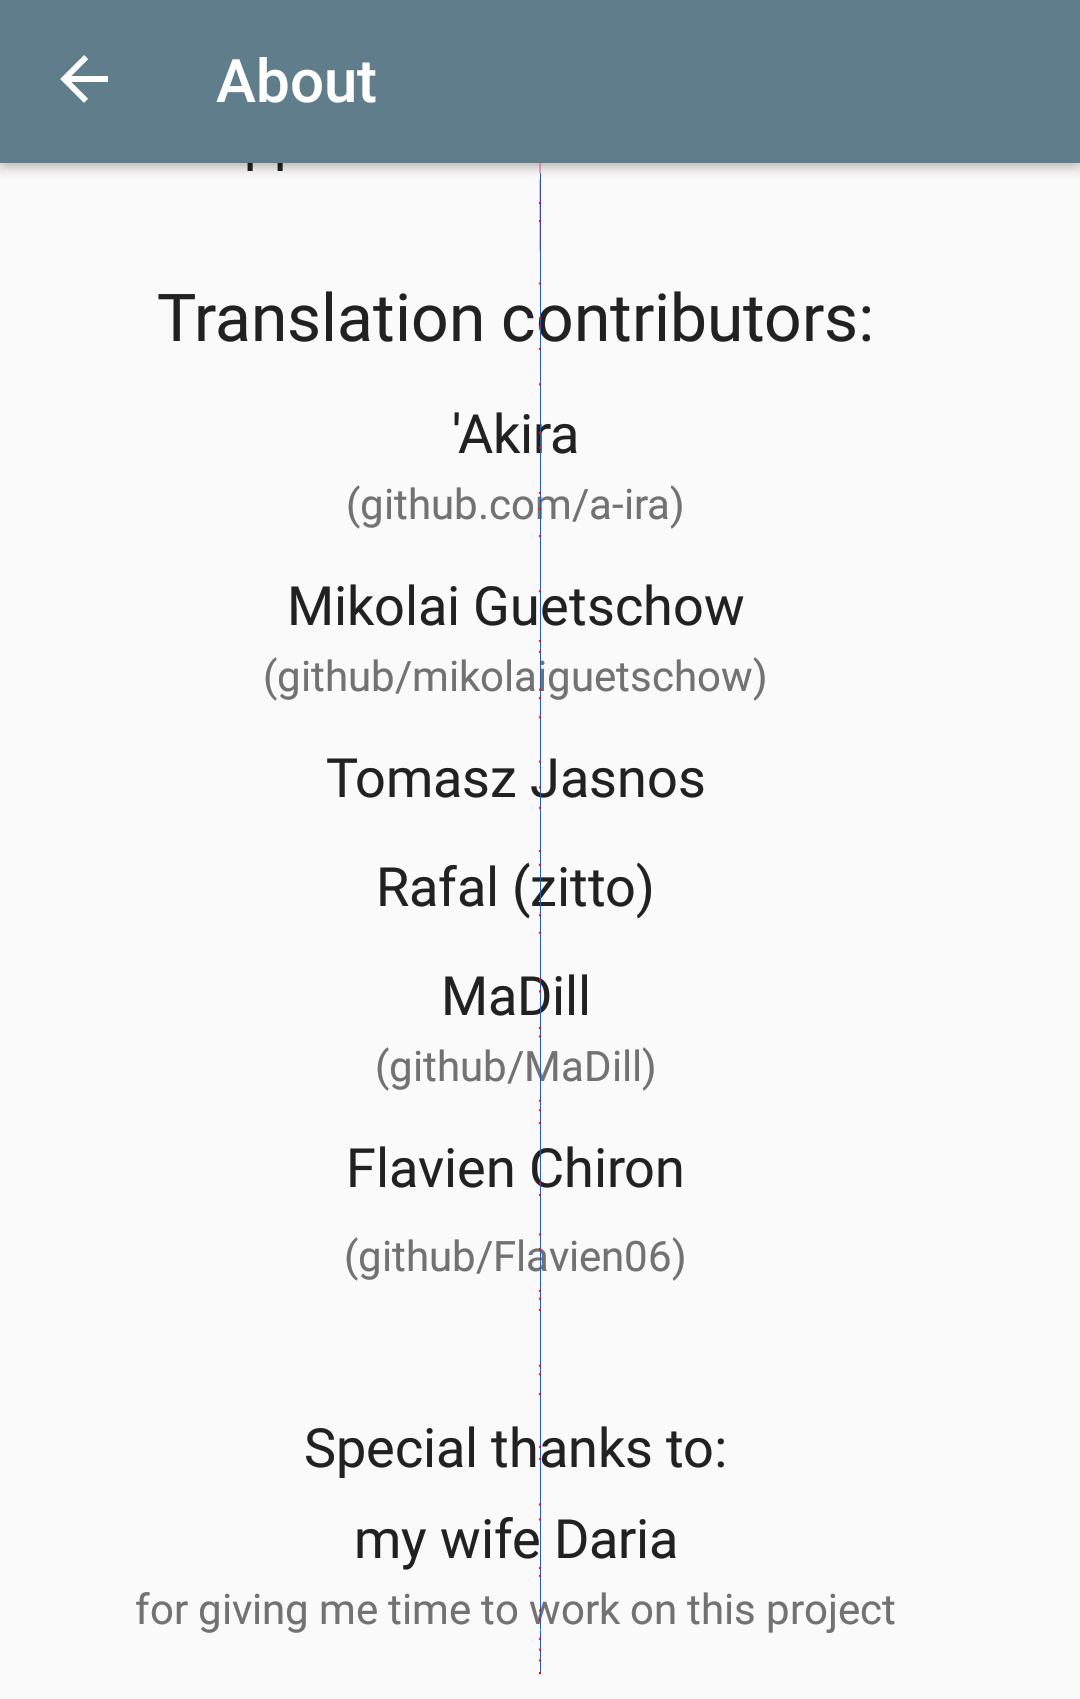 About
Translation contributors:
'Akira
(github.com/a-ira)
Mikolai Guetschow
(github/mikolaiguetschow)
Tomasz Jasnos
Rafal (zitto)
MaDill
(github/MaDill)
Flavien Chiron
(github/Flavien06)
Special thanks to:
my wife Daria
for giving me time to work on this project